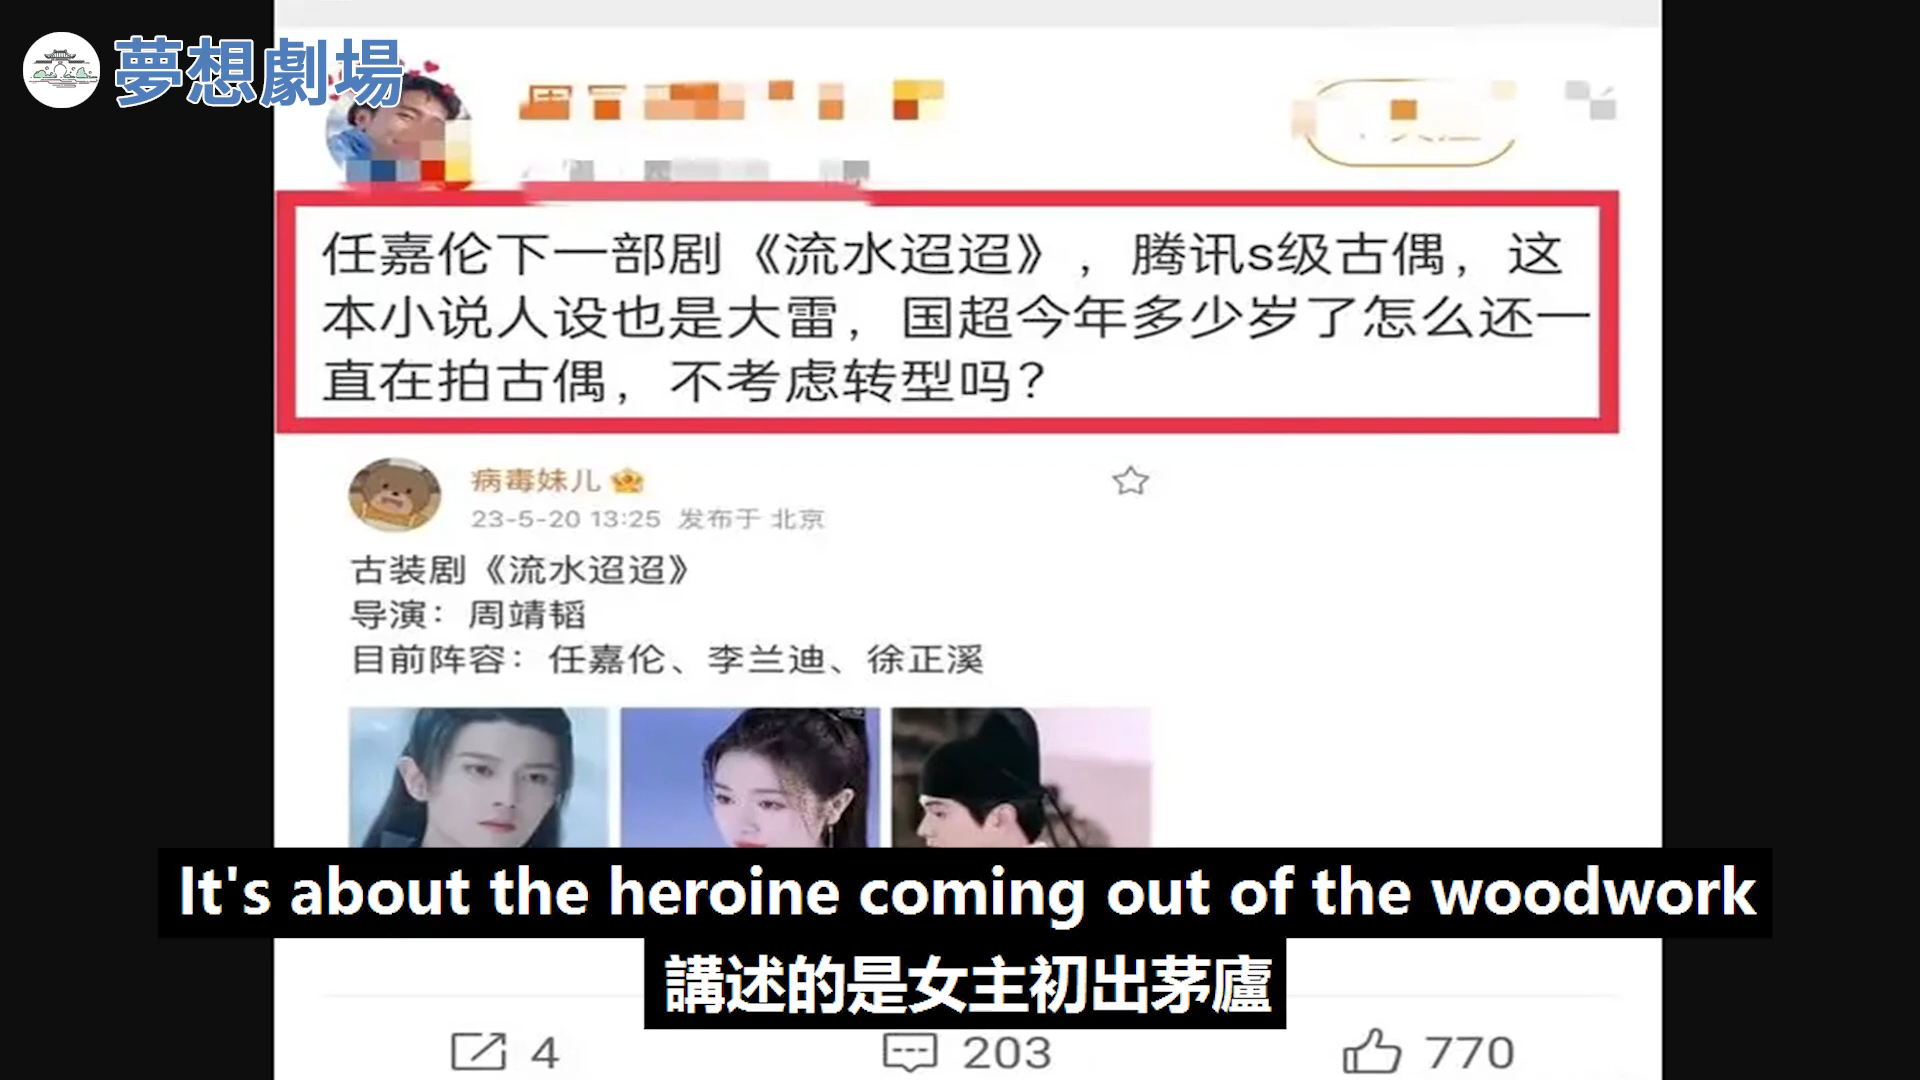 夢想劇場
任嘉伦下一部剧《流水迢迢》，腾讯s级古偶，这
本小说人设也是大雷，国超今年多少岁了怎么还一
直在拍古偶，不考虑转型吗？
病毒妹儿
23-5-20 13:25 发布于 北京
古装剧《流水迢迢》
导演：周靖韬
目前阵容：任嘉伦、李兰迪、徐正溪
It's about the heroine coming out of the woodwork
講述的是女主初出茅廬
4 203 770